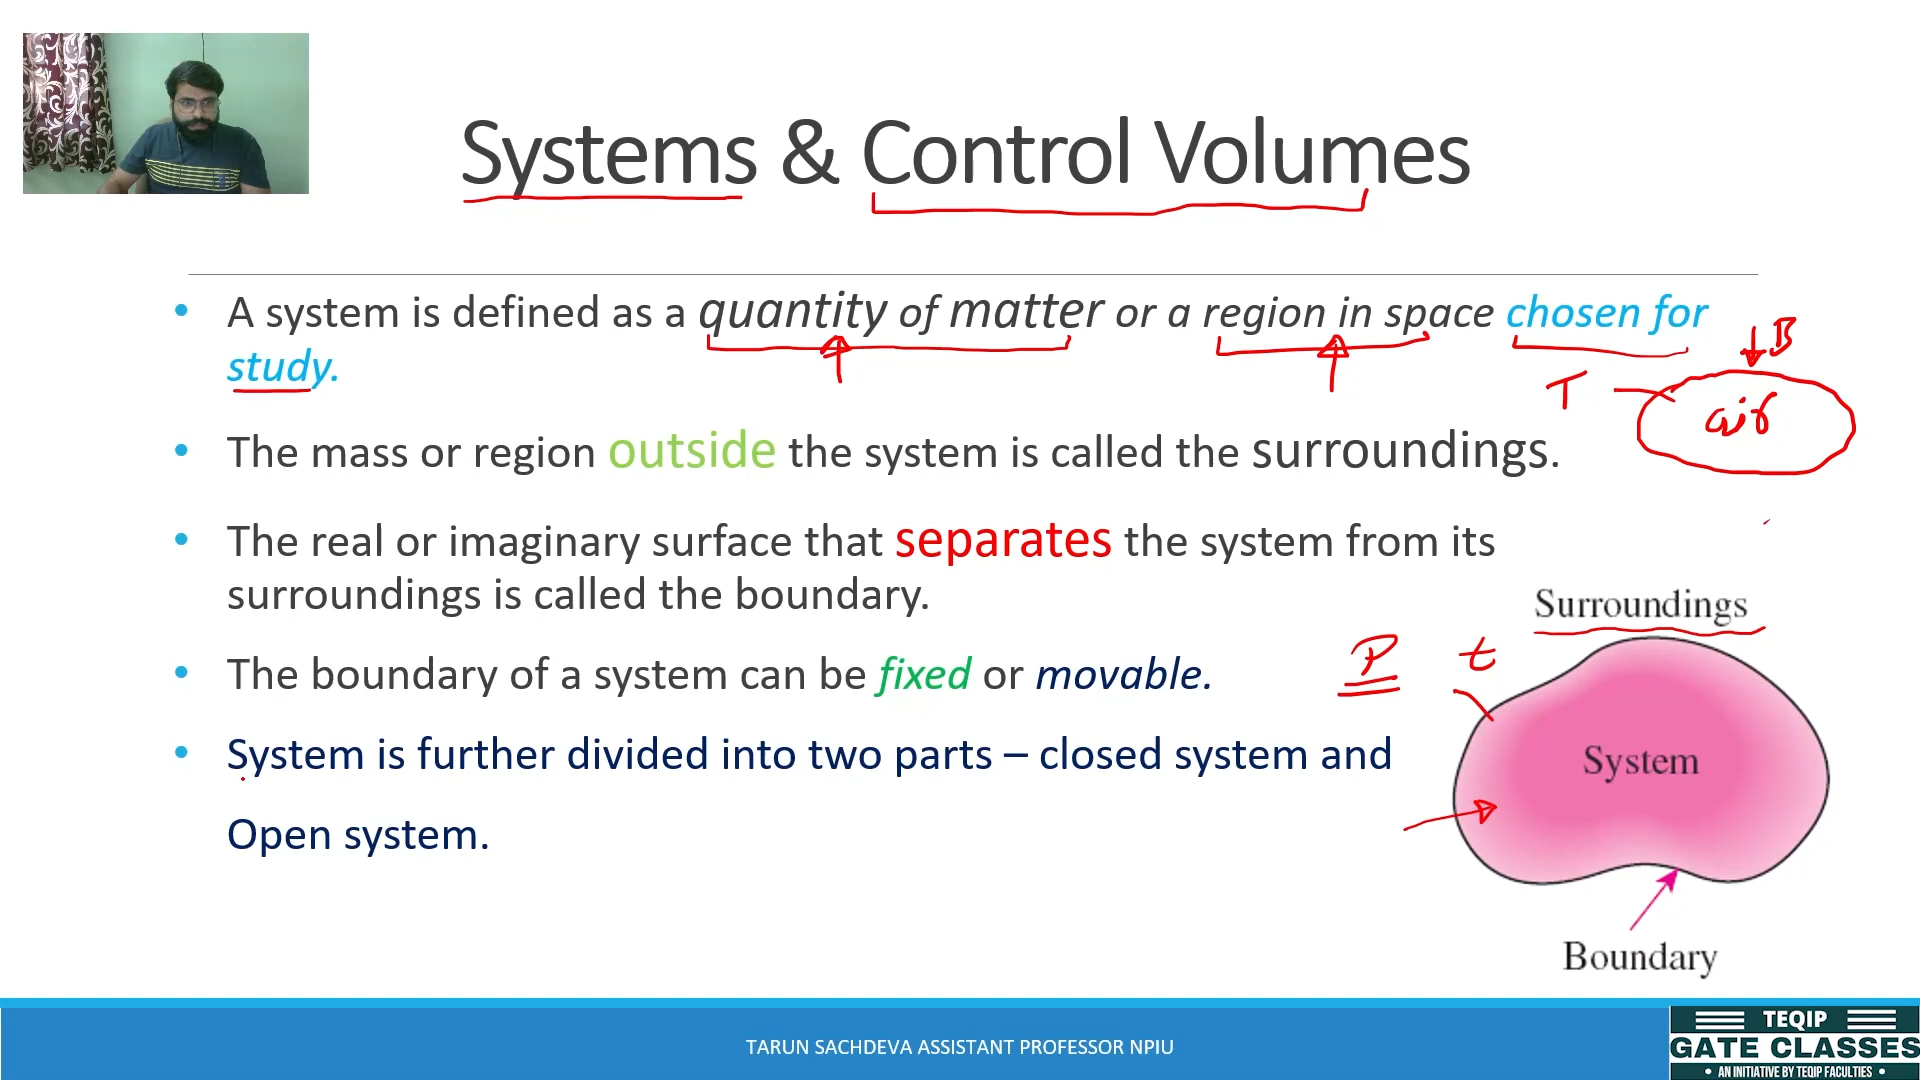 Systems & Control Volumes
• A system is defined as a quantity of matter or a region in space chosen for
study.
B
T
air
• The mass or region outside the system is called the surroundings.
• The real or imaginary surface that separates the system from its
surroundings is called the boundary.
Surroundings
• The boundary of a system can be fixed or movable.
P t
• System is further divided into two parts – closed system and
Open system.
System
Boundary
TARUN SACHDEVA ASSISTANT PROFESSOR NPIU
TEQIP
GATE CLASSES
• AN INITIATIVE BY TEQIP FACULTIES •